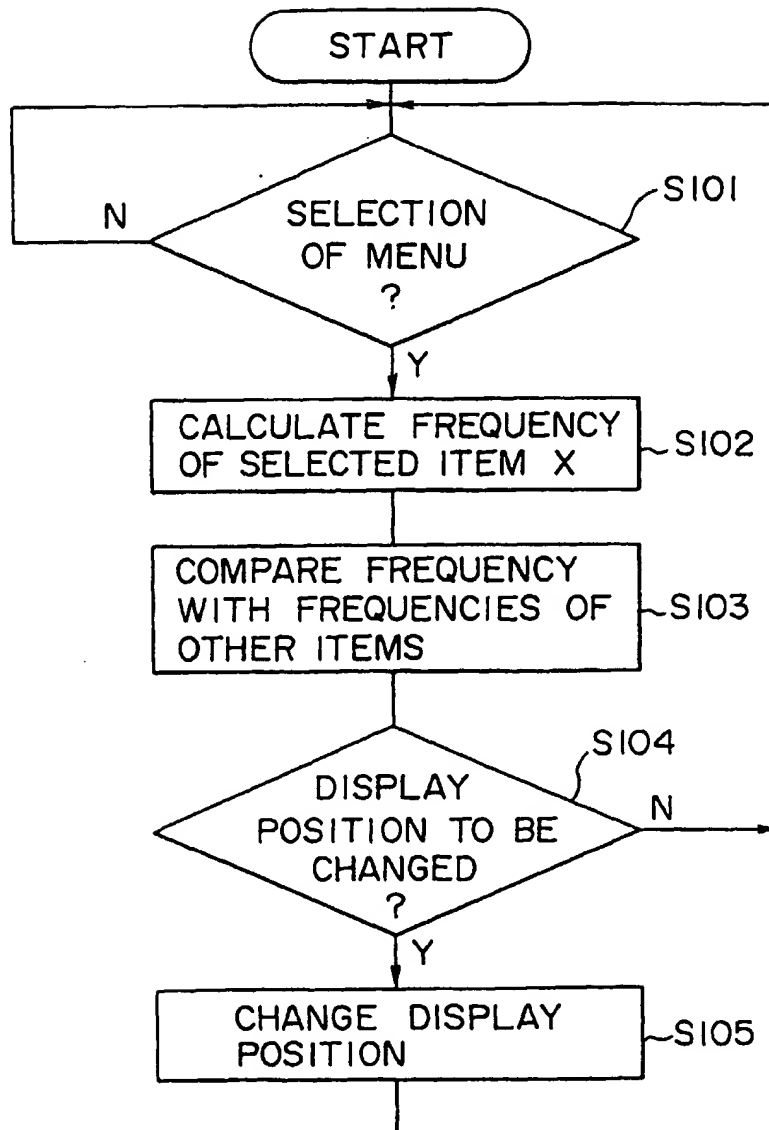 START
SELECTION
OF MENU
?
S101
N
Y
CALCULATE FREQUENCY
OF SELECTED ITEM X
S102
COMPARE FREQUENCY
WITH FREQUENCIES OF
OTHER ITEMS
S103
DISPLAY
POSITION TO BE
CHANGED
?
S104
N
Y
CHANGE DISPLAY
POSITION
S105